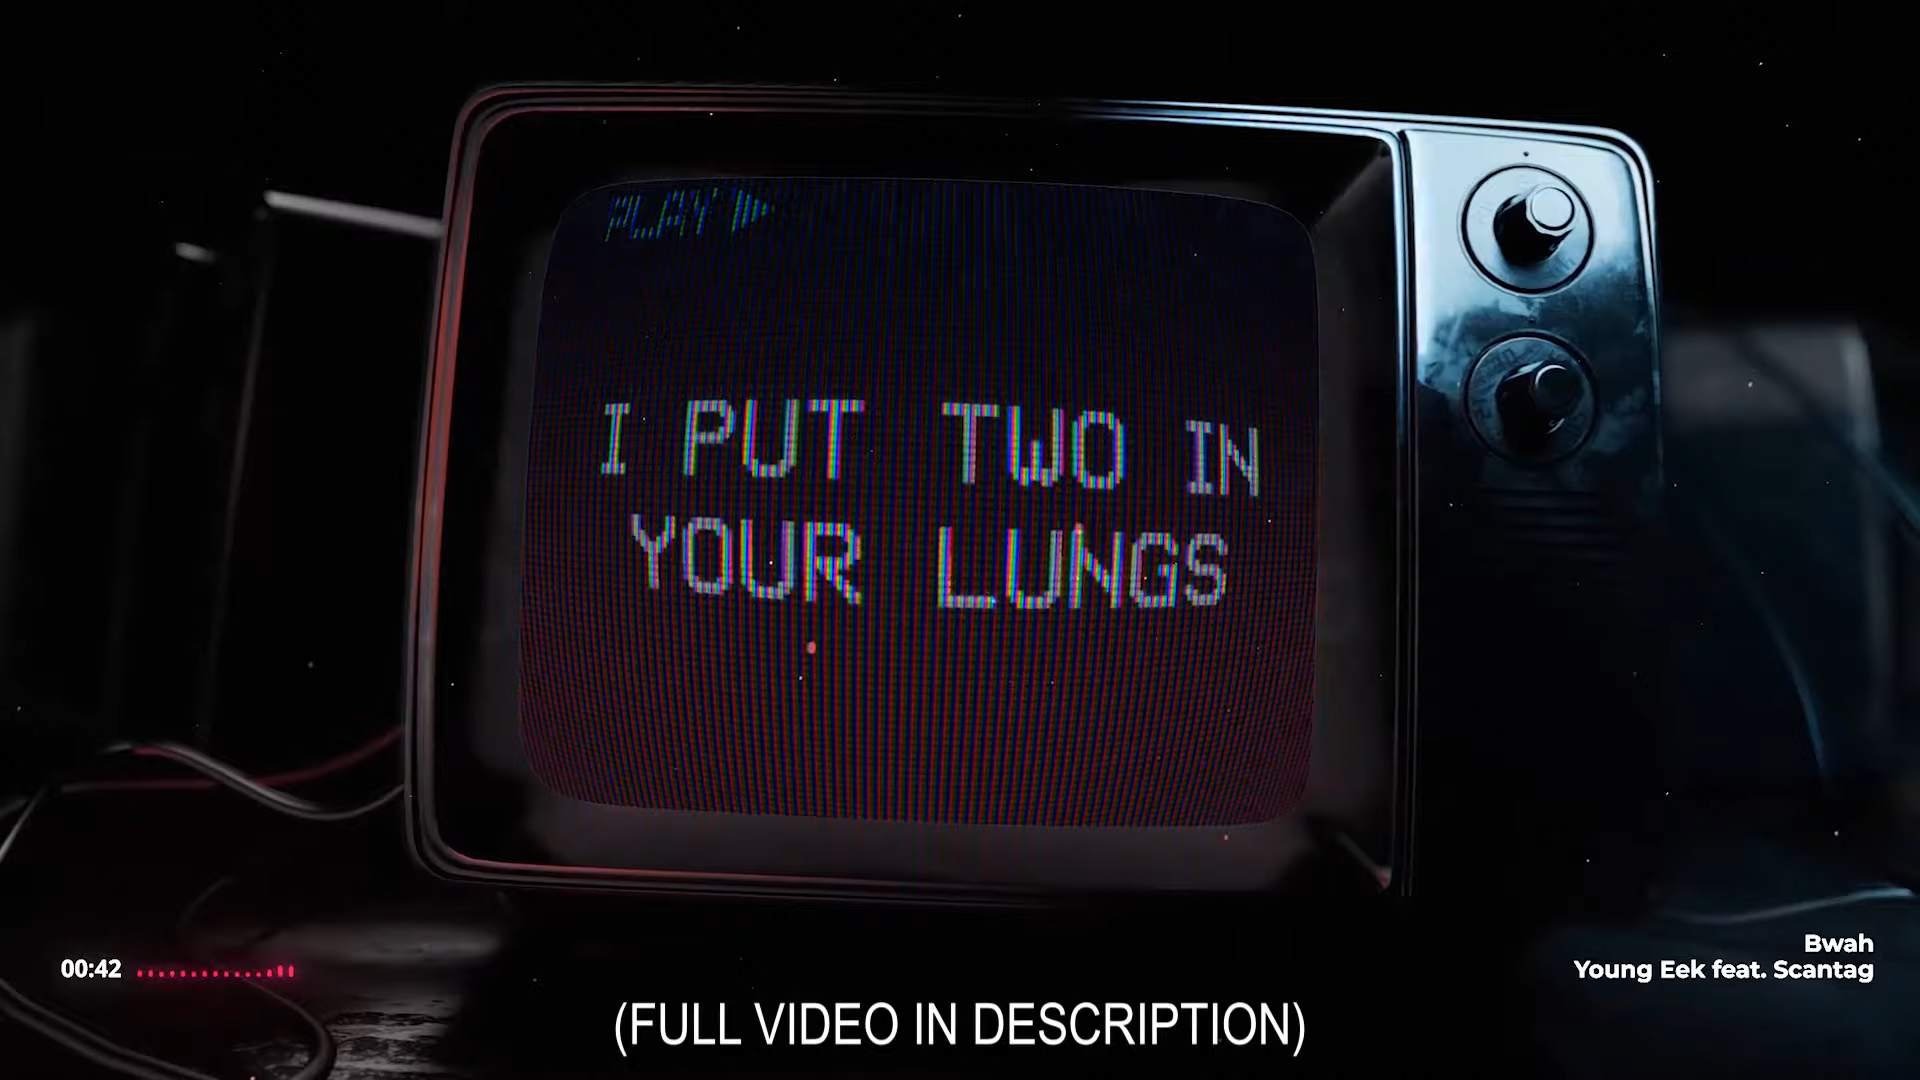 PLAY
I PUT TWO IN
YOUR LUNGS
00:42
Bwah
Young Eek feat. Scantag
(FULL VIDEO IN DESCRIPTION)